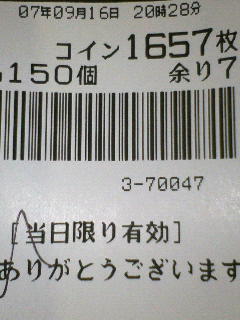 07年09月16日 20時28分
コイン1657枚
150個 余り7
3-70047
[当日限り有効]
ありがとうございます